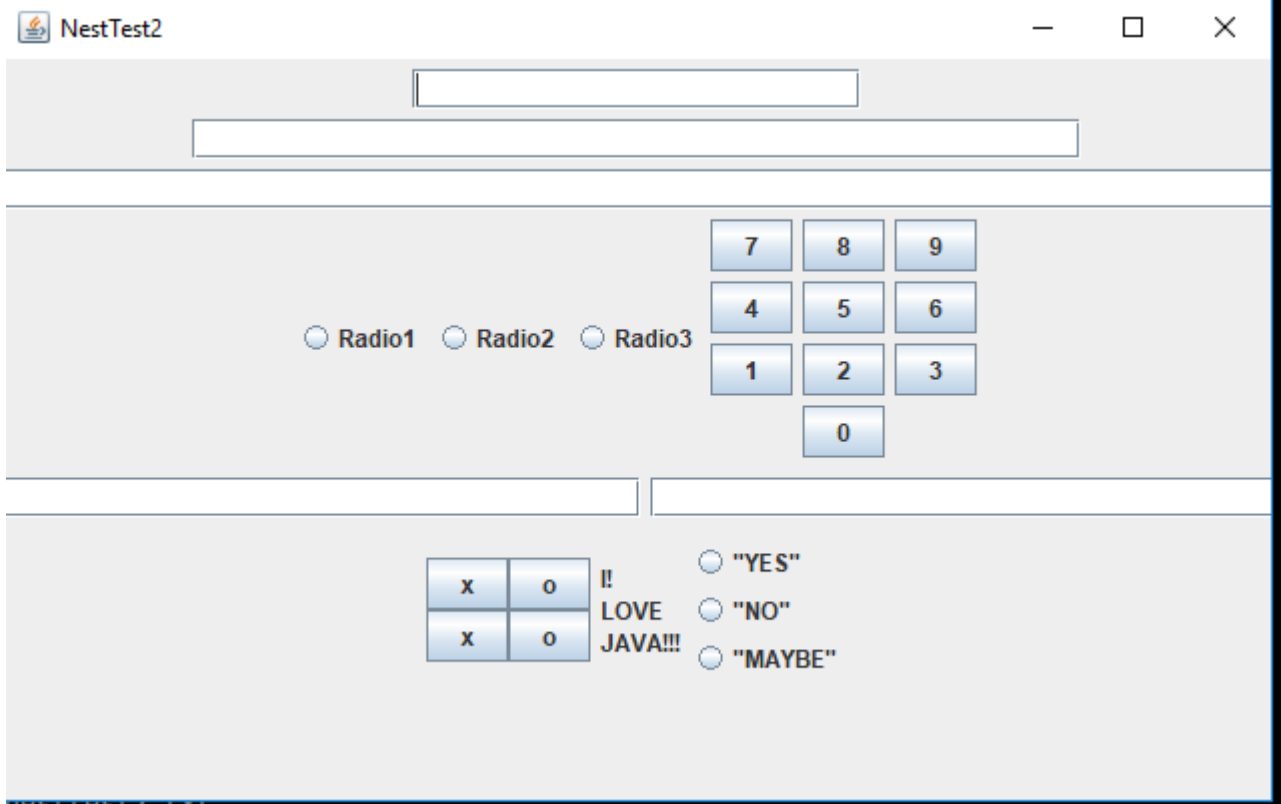 NestTest2
7 8 9
4 5 6
Radio1 Radio2 Radio3
1 2 3
0
x o
x o
I!
LOVE
JAVA!!!
"YES"
"NO"
"MAYBE"